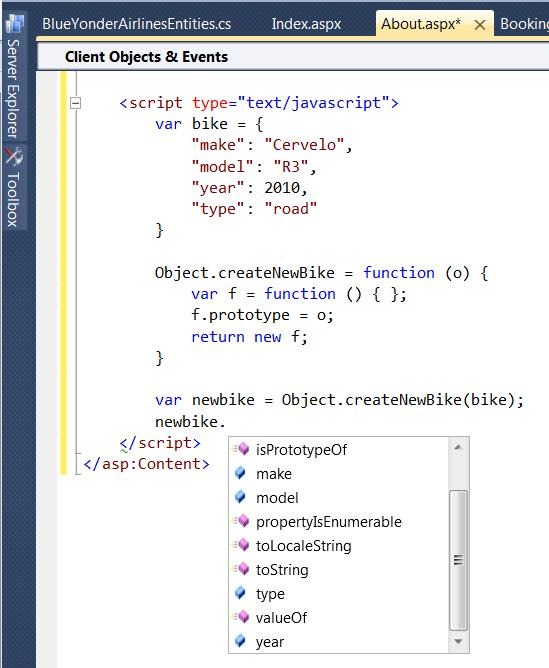 BlueYonderAirlinesEntities.cs Index.aspx About.aspx* Booking
Client Objects & Events
Server Explorer
Toolbox
<script type="text/javascript">
var bike = {
"make": "Cervelo",
"model": "R3",
"year": 2010,
"type": "road"
}
Object.createNewBike = function (o) {
var f = function () { };
f.prototype = o;
return new f;
}
var newbike = Object.createNewBike(bike);
newbike.
</script>
</asp:Content>
isPrototypeOf
make
model
propertyIsEnumerable
toLocaleString
toString
type
valueOf
year